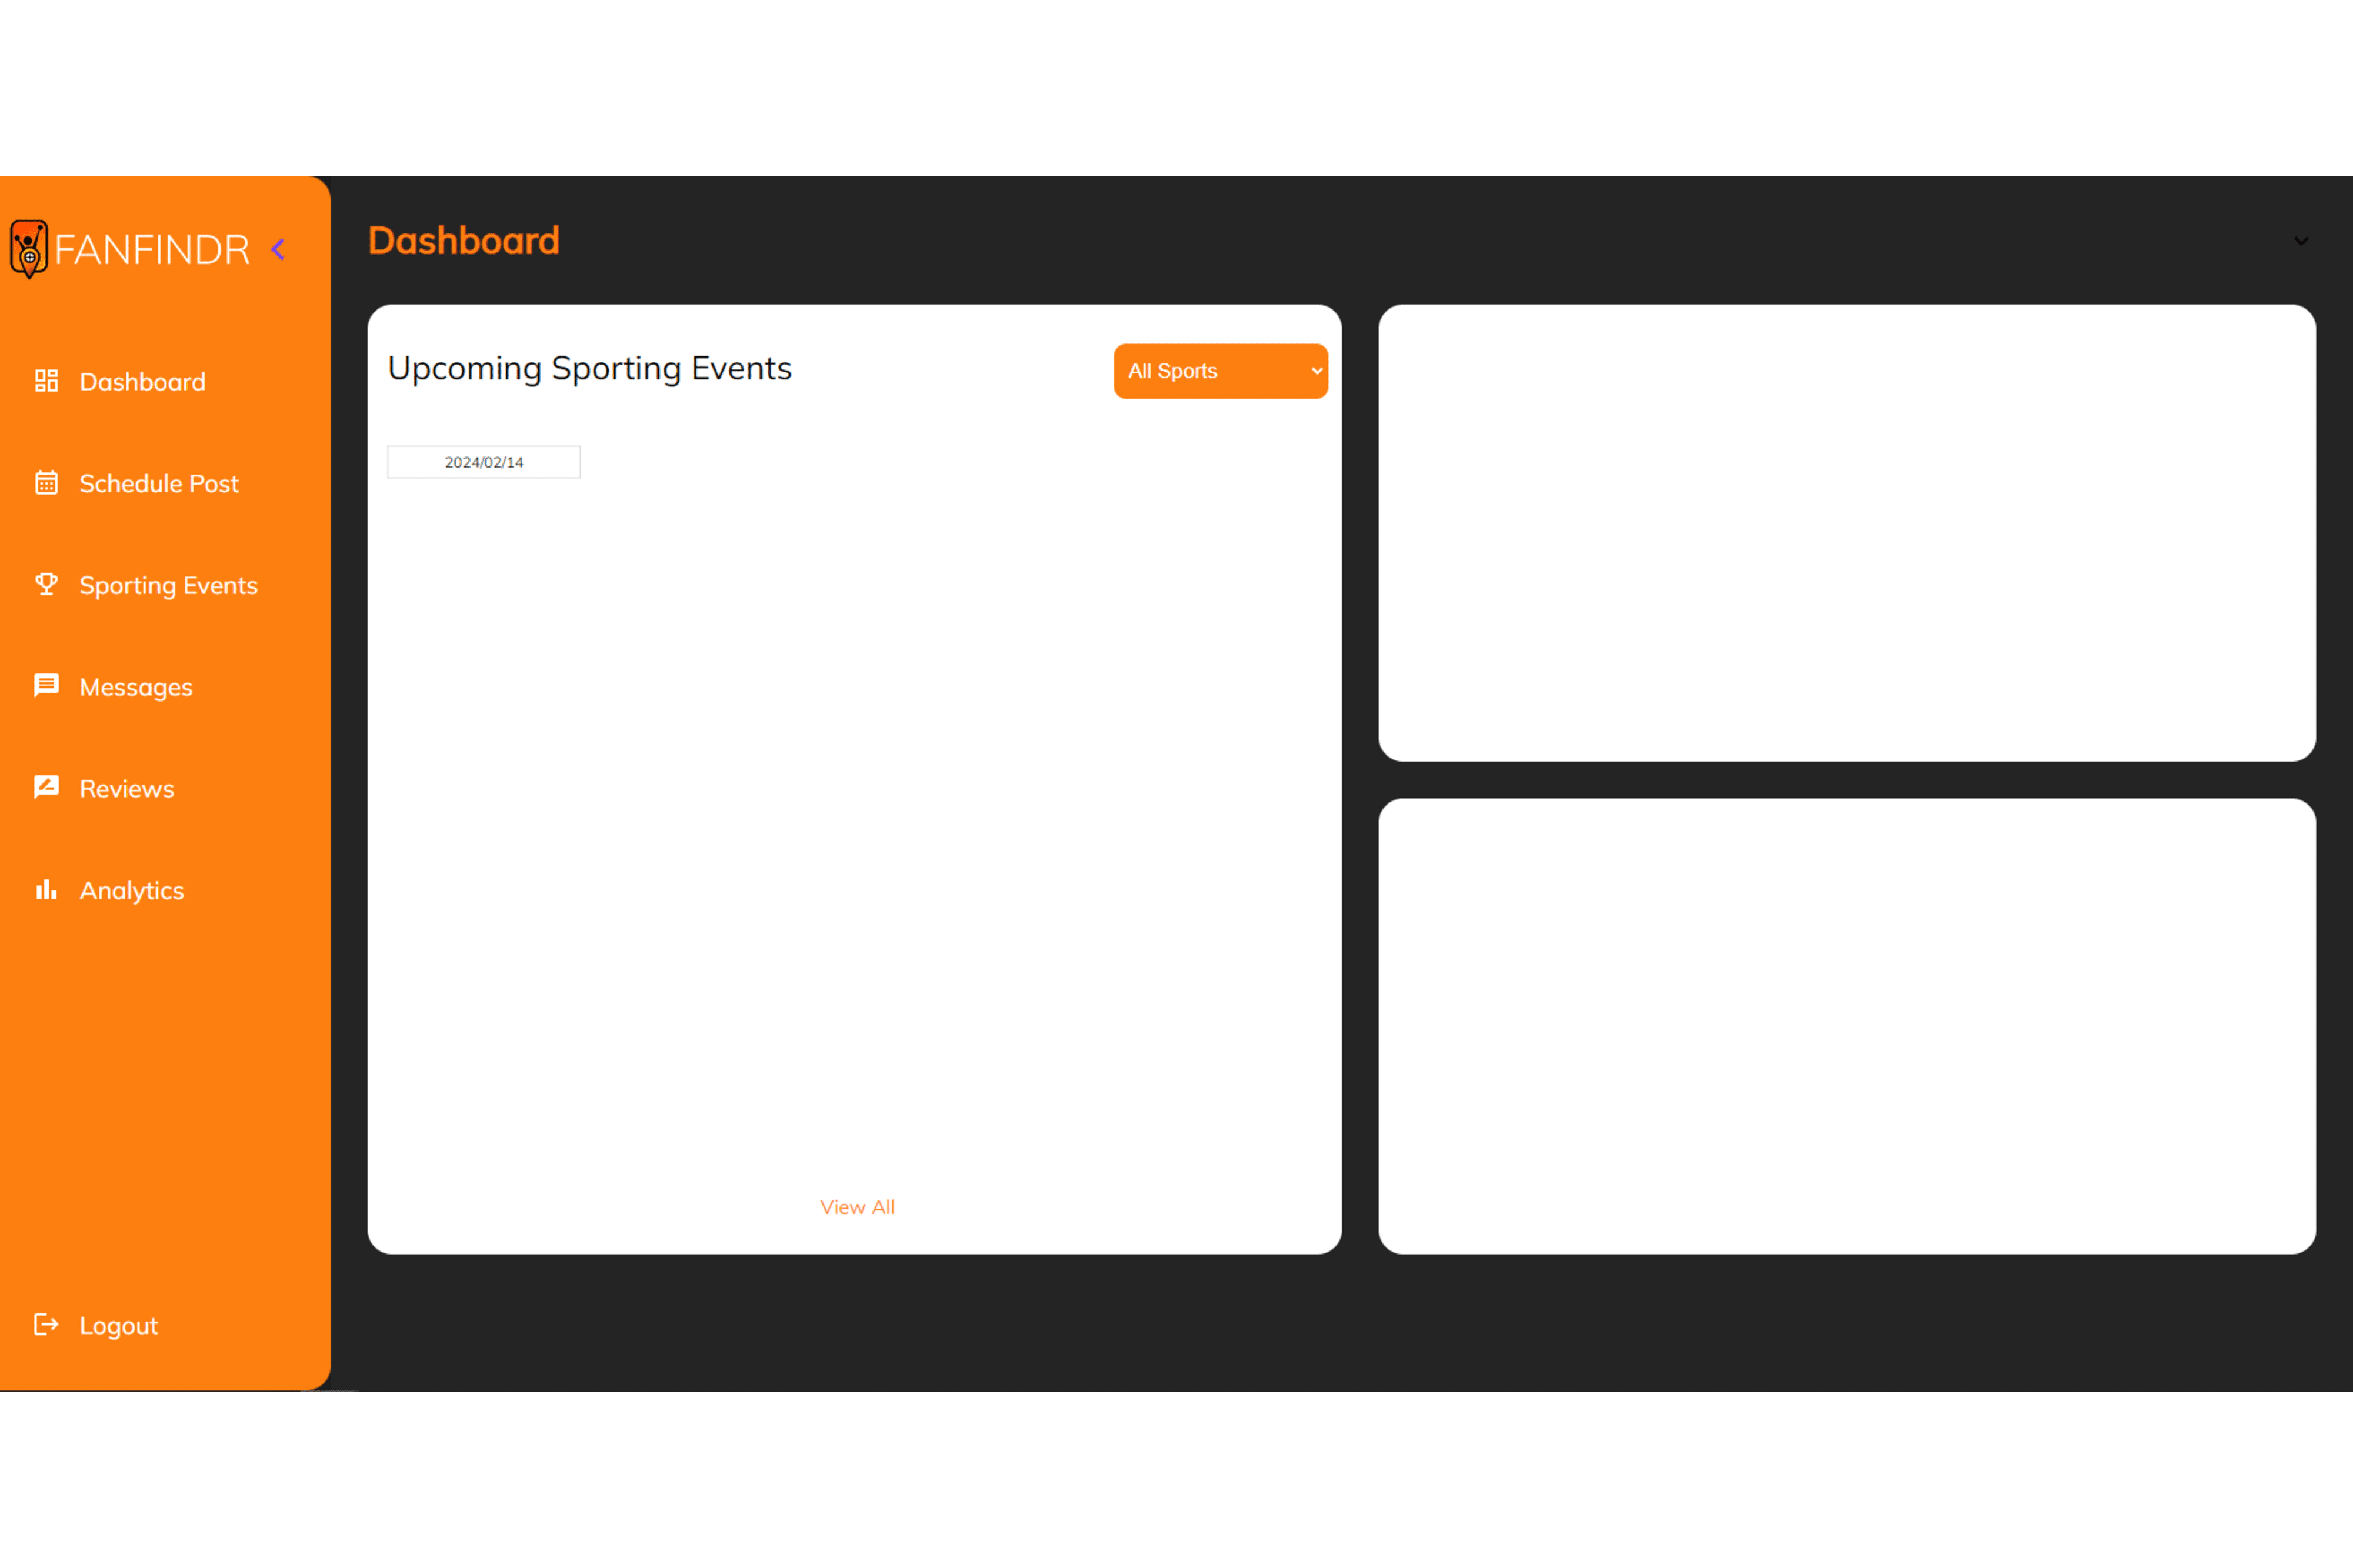 FANFINDR
Dashboard
Schedule Post
Sporting Events
Messages
Reviews
Analytics
Logout
Dashboard
Upcoming Sporting Events
All Sports
2024/02/14
View All